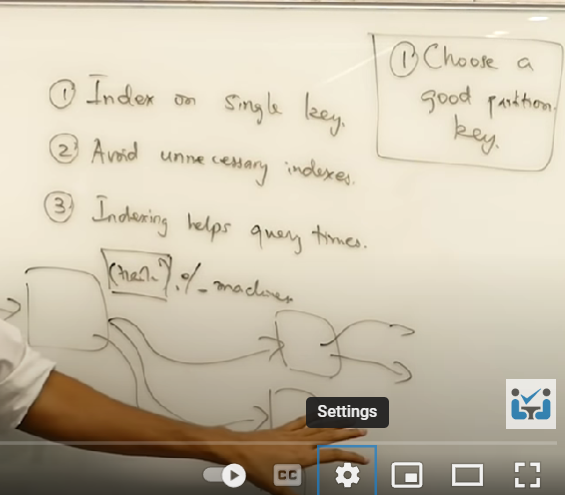 ① Index on single key.
② Avoid unnecessary indexes.
③ Indexing helps query times.
% machines
① Choose a
good partition
key.
Settings
CC